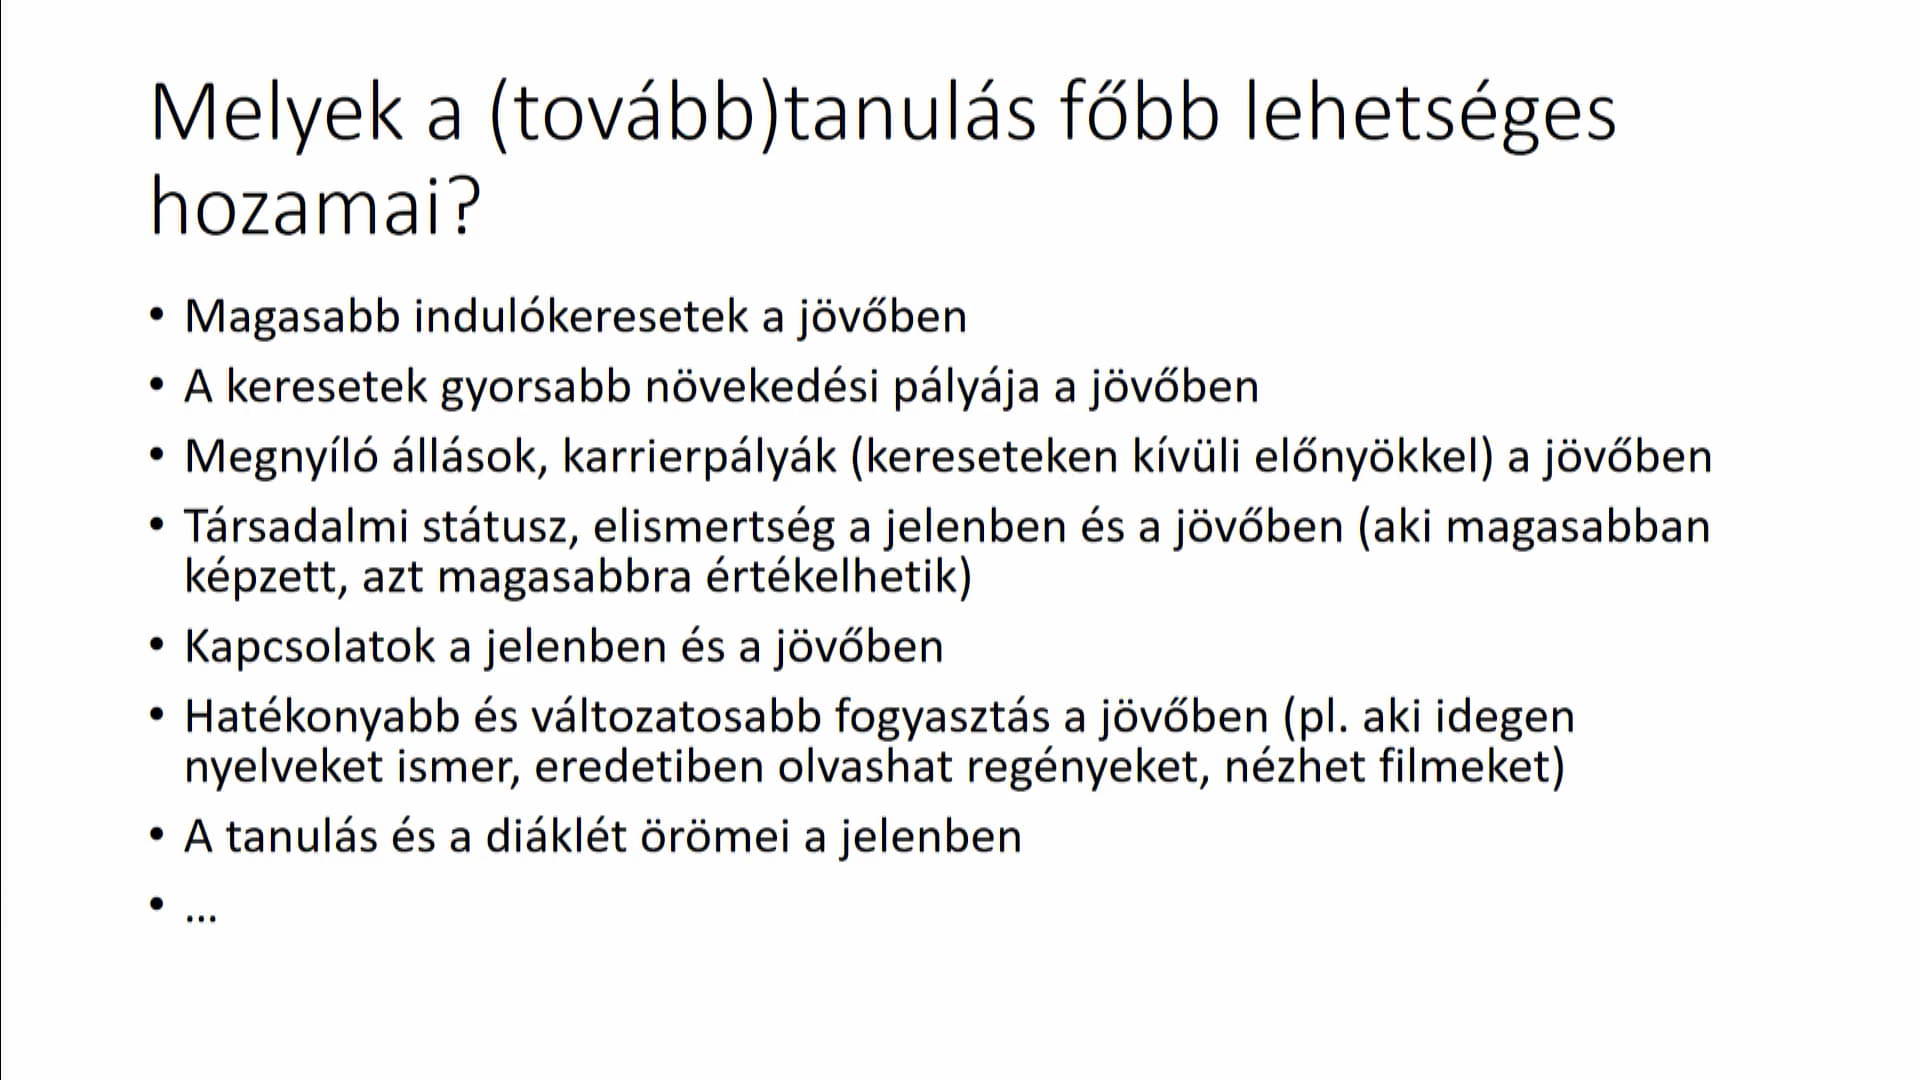 Melyek a (tovább)tanulás főbb lehetséges
hozamai?
• Magasabb indulókeresetek a jövőben
• A keresetek gyorsabb növekedési pályája a jövőben
• Megnyíló állások, karrierpályák (kereseteken kívüli előnyökkel) a jövőben
• Társadalmi státusz, elismertség a jelenben és a jövőben (aki magasabban
képzett, azt magasabbra értékelhetik)
• Kapcsolatok a jelenben és a jövőben
• Hatékonyabb és változatosabb fogyasztás a jövőben (pl. aki idegen
nyelveket ismer, eredetiben olvashat regényeket, nézhet filmeket)
• A tanulás és a diáklét örömei a jelenben
• ...